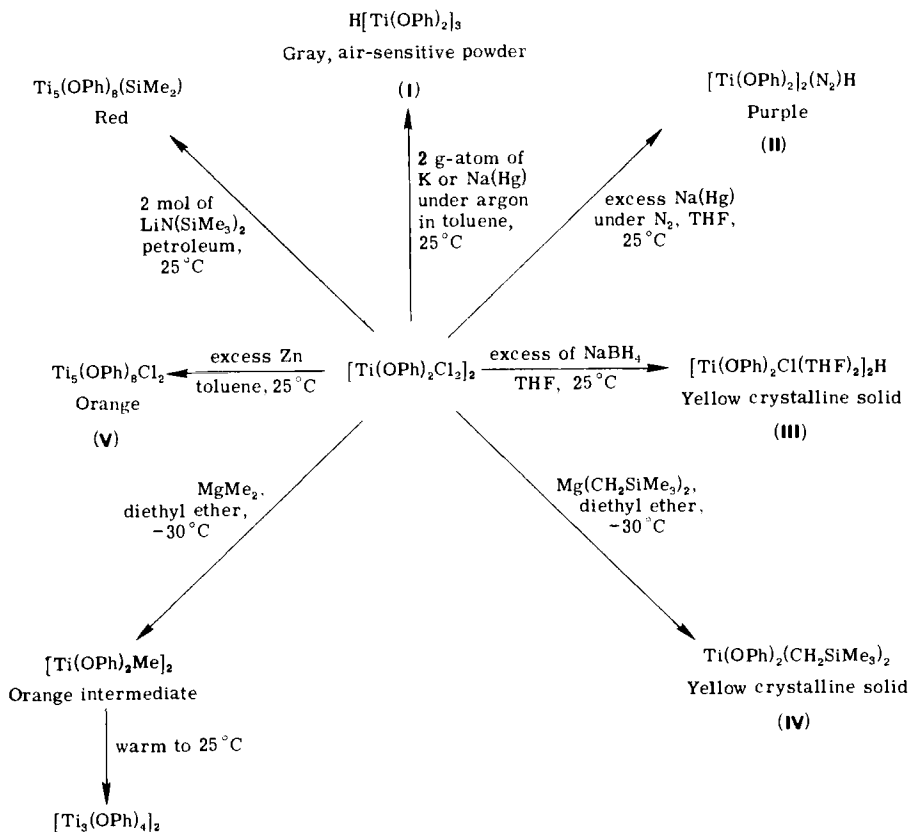 H[Ti(OPh)₂]₃
Gray, air-sensitive powder
(I)
Ti₅(OPh)₈(SiMe₂)
Red
[Ti(OPh)₂]₂(N₂)H
Purple
(II)
2 mol of
LiN(SiMe₃)₂
petroleum,
25°C
2 g-atom of
K or Na(Hg)
under argon
in toluene,
25°C
excess Na(Hg)
under N₂, THF,
25°C
Ti₅(OPh)₈Cl₂
Orange
(V)
excess Zn
toluene, 25°C
[Ti(OPh)₂Cl₂]₂
excess of NaBH₄
THF, 25°C
[Ti(OPh)₂Cl(THF)₂]₂H
Yellow crystalline solid
(III)
MgMe₂,
diethyl ether,
−30°C
Mg(CH₂SiMe₃)₂,
diethyl ether,
−30°C
[Ti(OPh)₂Me]₂
Orange intermediate
Ti(OPh)₂(CH₂SiMe₃)₂
Yellow crystalline solid
(IV)
warm to 25°C
[Ti₃(OPh)₄]₂